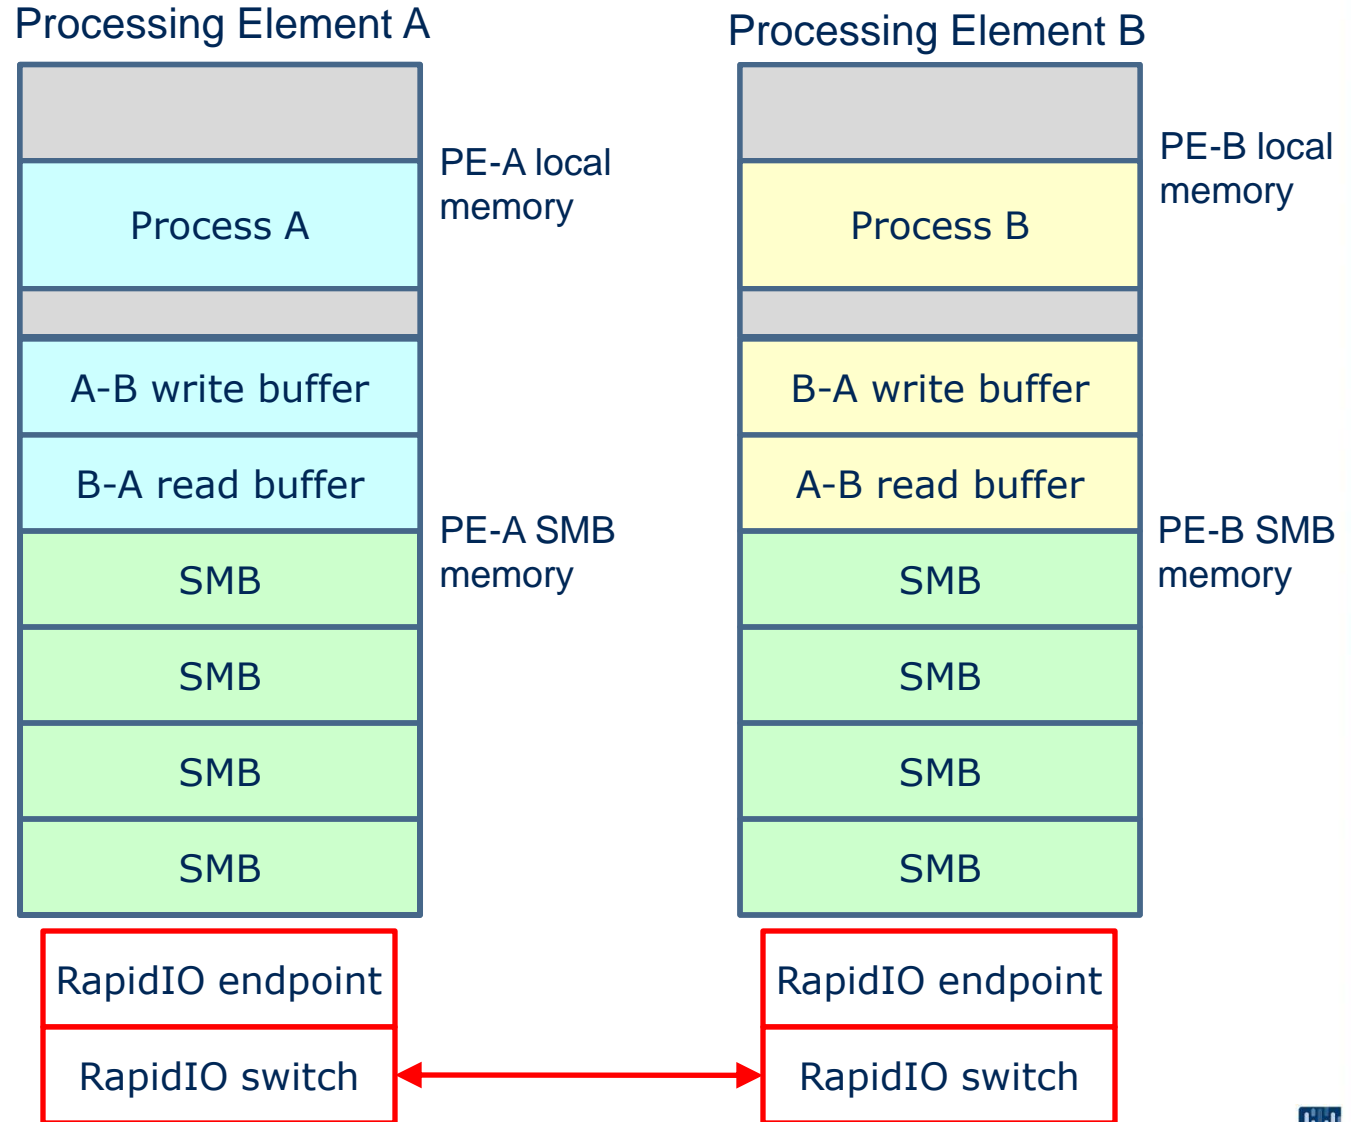 Processing Element A
Processing Element B
PE-A local
memory
PE-B local
memory
Process A
Process B
A-B write buffer
B-A write buffer
B-A read buffer
A-B read buffer
PE-A SMB
memory
PE-B SMB
memory
SMB
SMB
SMB
SMB
SMB
SMB
SMB
SMB
RapidIO endpoint
RapidIO endpoint
RapidIO switch
RapidIO switch